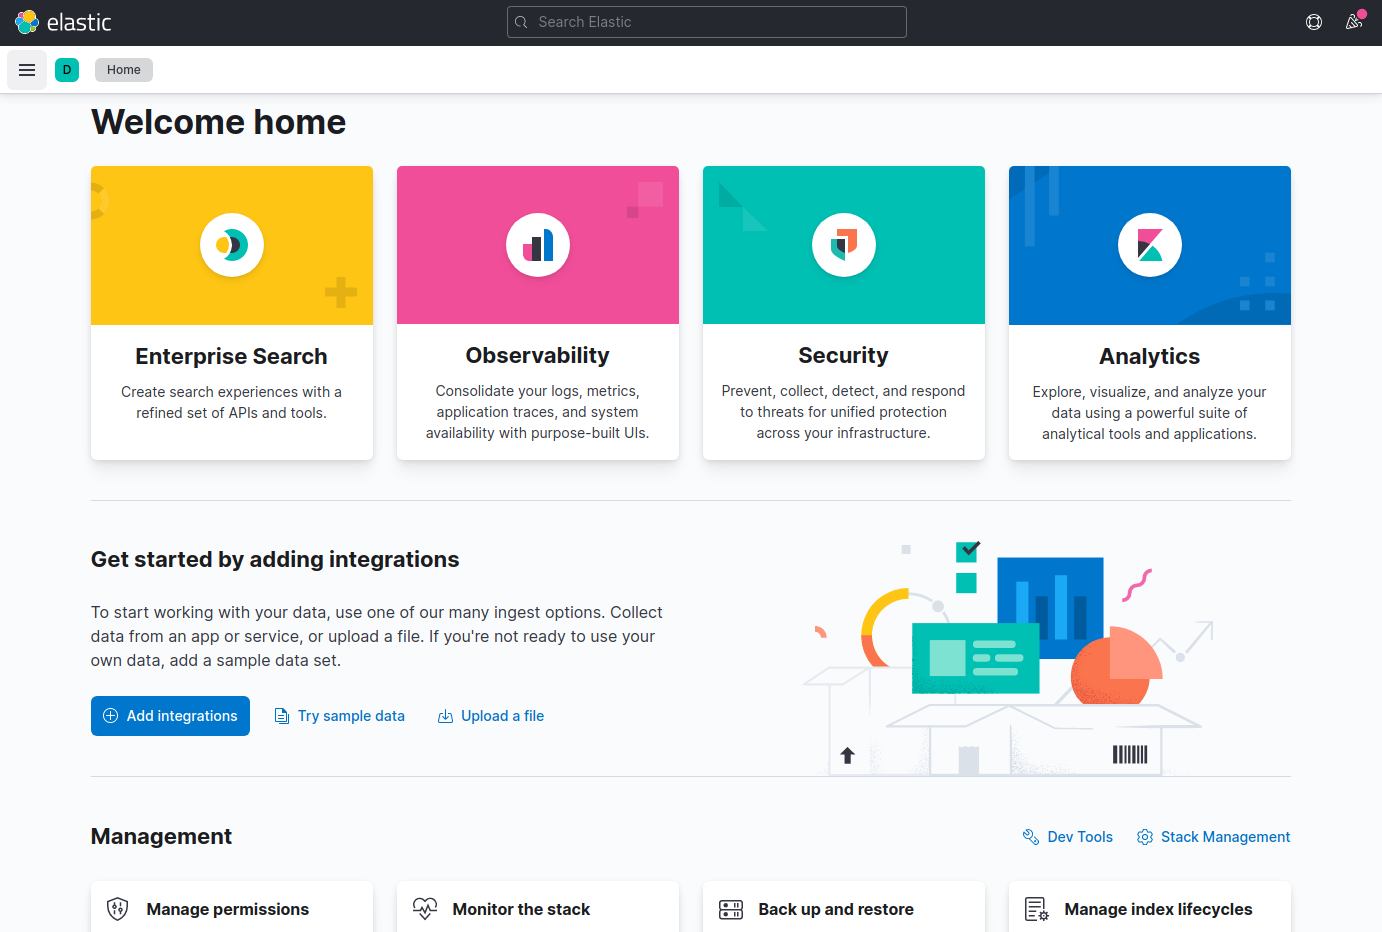 elastic
Search Elastic
D
Home
Welcome home
Enterprise Search
Create search experiences with a
refined set of APIs and tools.
Observability
Consolidate your logs, metrics,
application traces, and system
availability with purpose-built UIs.
Security
Prevent, collect, detect, and respond
to threats for unified protection
across your infrastructure.
Analytics
Explore, visualize, and analyze your
data using a powerful suite of
analytical tools and applications.
Get started by adding integrations
To start working with your data, use one of our many ingest options. Collect
data from an app or service, or upload a file. If you're not ready to use your
own data, add a sample data set.
Add integrations
Try sample data
Upload a file
Management
Dev Tools
Stack Management
Manage permissions
Monitor the stack
Back up and restore
Manage index lifecycles